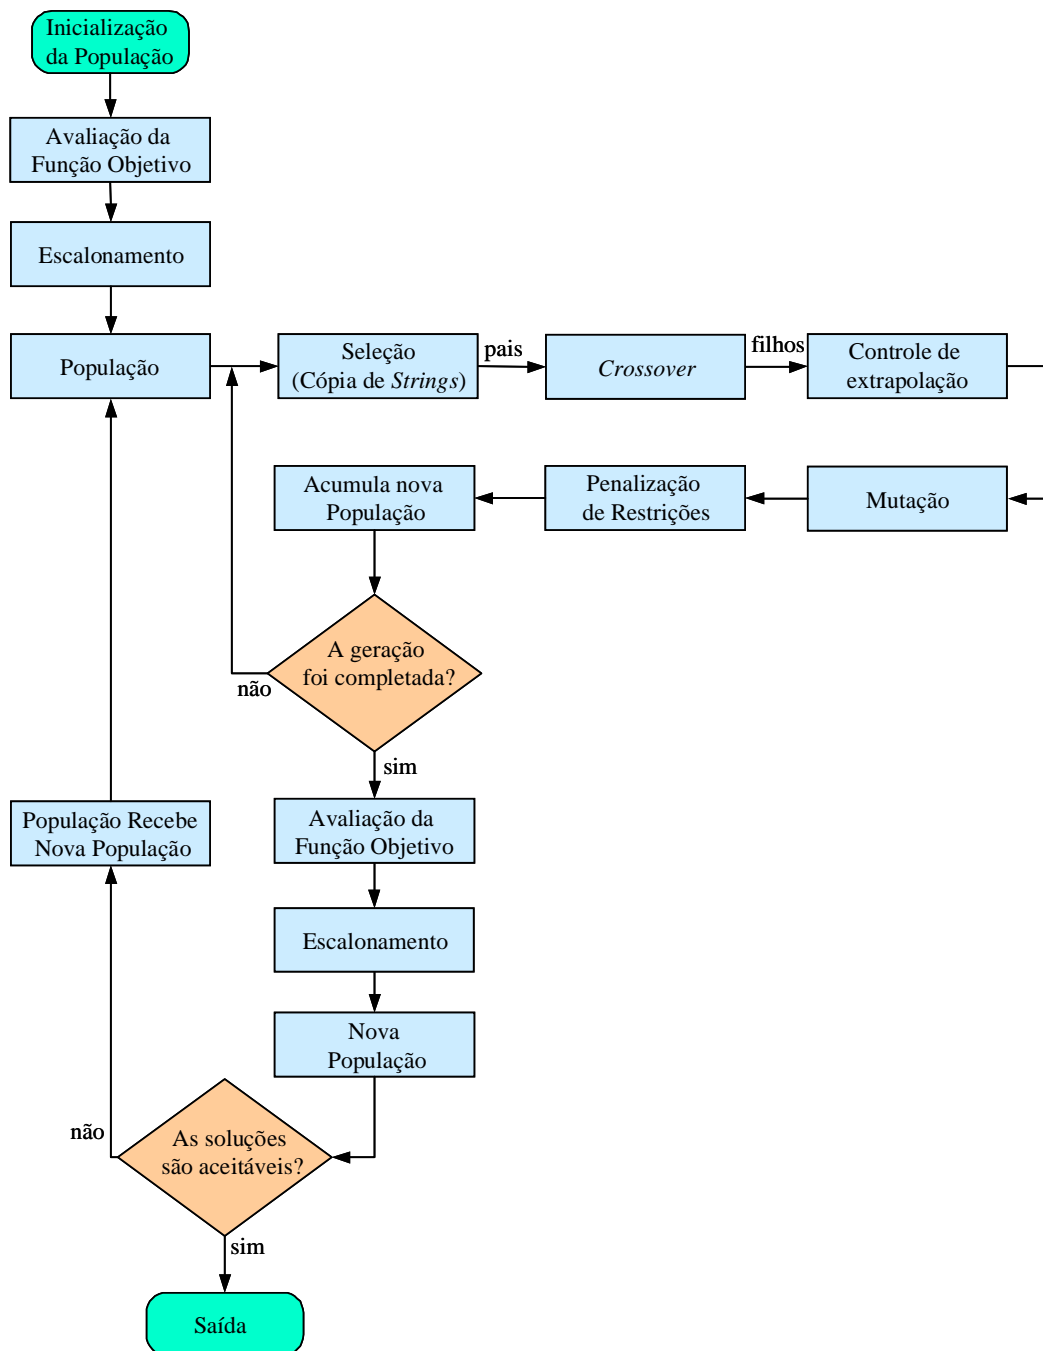 Inicialização
da População
Avaliação da
Função Objetivo
Escalonamento
População
Seleção
(Cópia de Strings)
pais
Crossover
filhos
Controle de
extrapolação
Acumula nova
População
Penalização
de Restrições
Mutação
A geração
foi completada?
não
sim
População Recebe
Nova População
Avaliação da
Função Objetivo
Escalonamento
Nova
População
não
As soluções
são aceitáveis?
sim
Saída